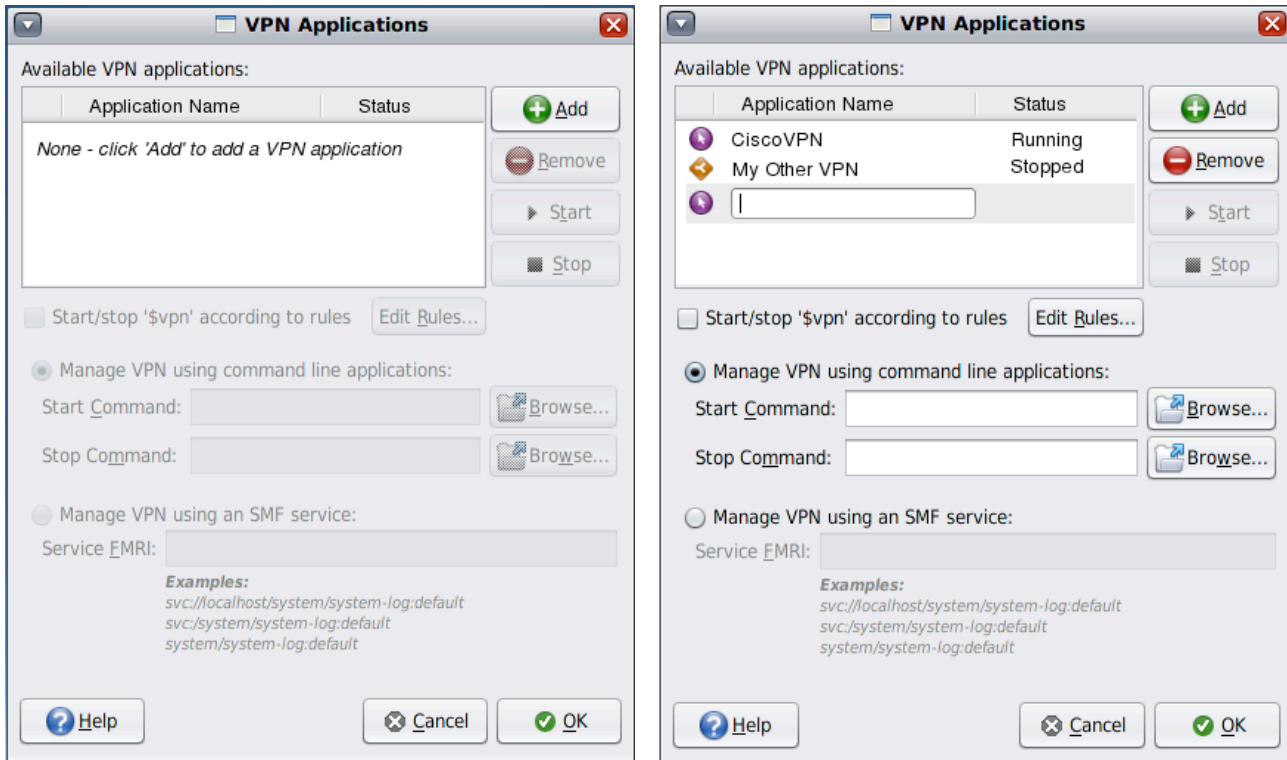 VPN Applications
Available VPN applications:
Application Name Status
None - click 'Add' to add a VPN application
Add
Remove
Start
Stop
Start/stop '$vpn' according to rules Edit Rules...
Manage VPN using command line applications:
Start Command: Browse...
Stop Command: Browse...
Manage VPN using an SMF service:
Service FMRI:
Examples:
svc://localhost/system/system-log:default
svc:/system/system-log:default
system/system-log:default
Help Cancel OK
VPN Applications
Available VPN applications:
Application Name Status
Add
CiscoVPN Running
My Other VPN Stopped
Remove
Start
Stop
Start/stop '$vpn' according to rules Edit Rules...
Manage VPN using command line applications:
Start Command: Browse...
Stop Command: Browse...
Manage VPN using an SMF service:
Service FMRI:
Examples:
svc://localhost/system/system-log:default
svc:/system/system-log:default
system/system-log:default
Help Cancel OK